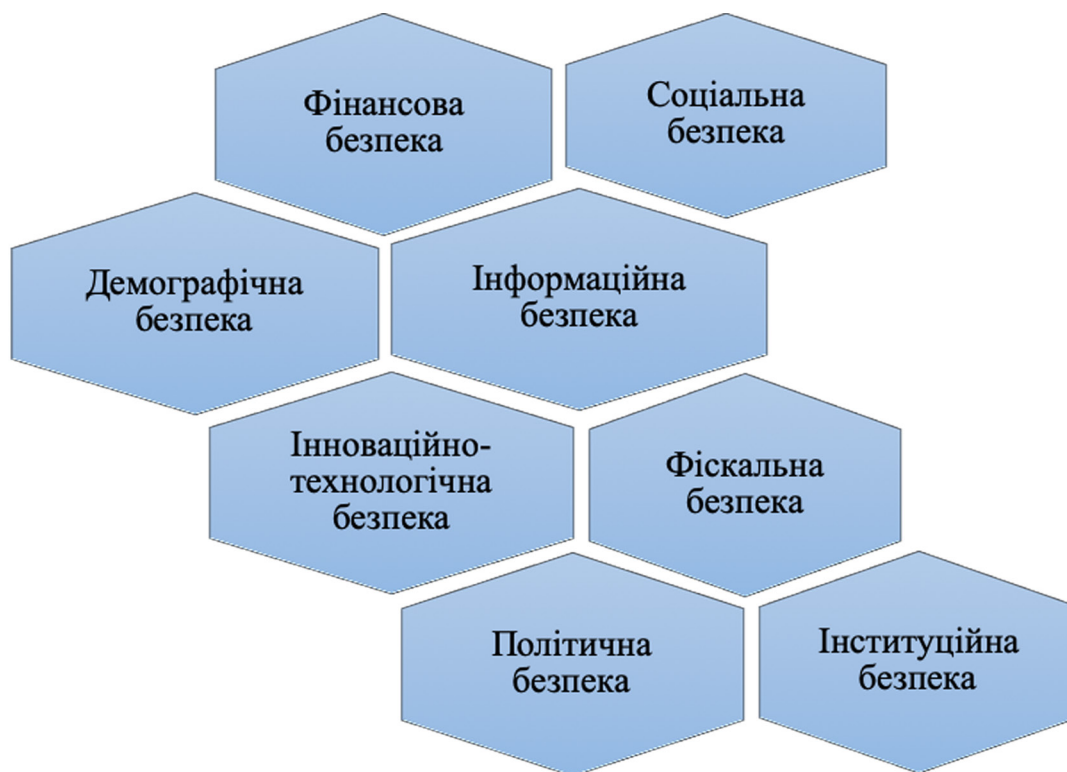 Фінансова
безпека
Соціальна
безпека
Демографічна
безпека
Інформаційна
безпека
Інноваційно-
технологічна
безпека
Фіскальна
безпека
Політична
безпека
Інституційна
безпека